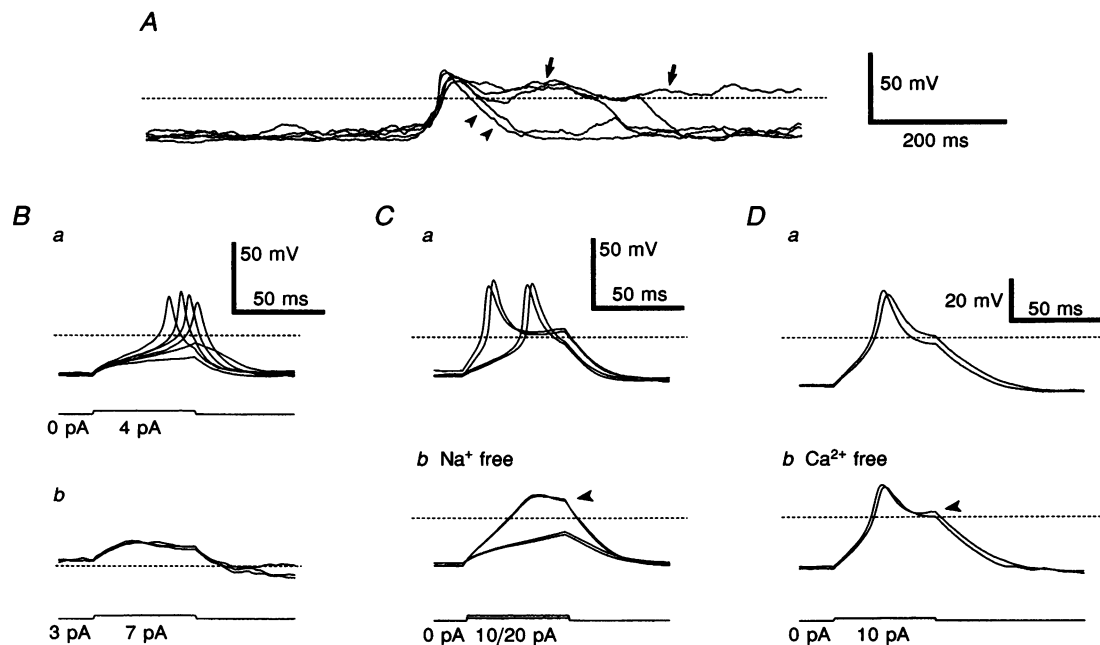 A
50 mV
200 ms
B
a
50 mV
50 ms
0 pA 4 pA
b
3 pA 7 pA
C
a
50 mV
50 ms
b Na⁺ free
0 pA 10/20 pA
D
a
20 mV 50 ms
b Ca²⁺ free
0 pA 10 pA